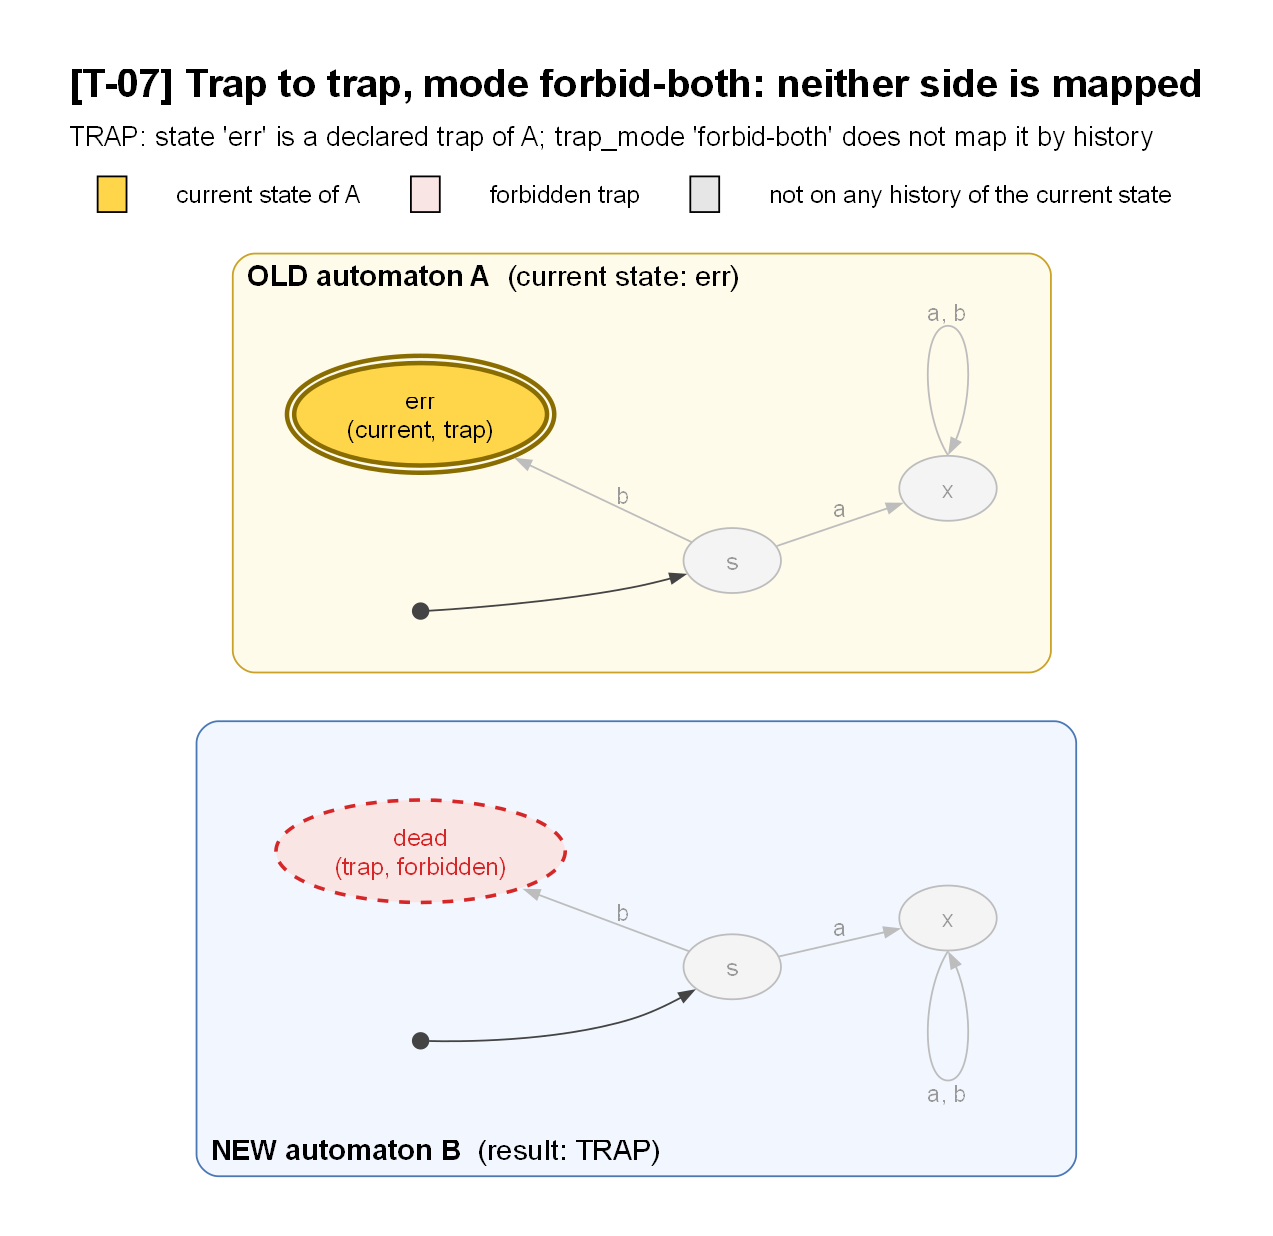 [T-07] Trap to trap, mode forbid-both: neither side is mapped
TRAP: state 'err' is a declared trap of A; trap_mode 'forbid-both' does not map it by history
current state of A
forbidden trap
not on any history of the current state
OLD automaton A (current state: err)
a, b
err
(current, trap)
x
b
a
s
dead
(trap, forbidden)
x
b
a
s
a, b
NEW automaton B (result: TRAP)